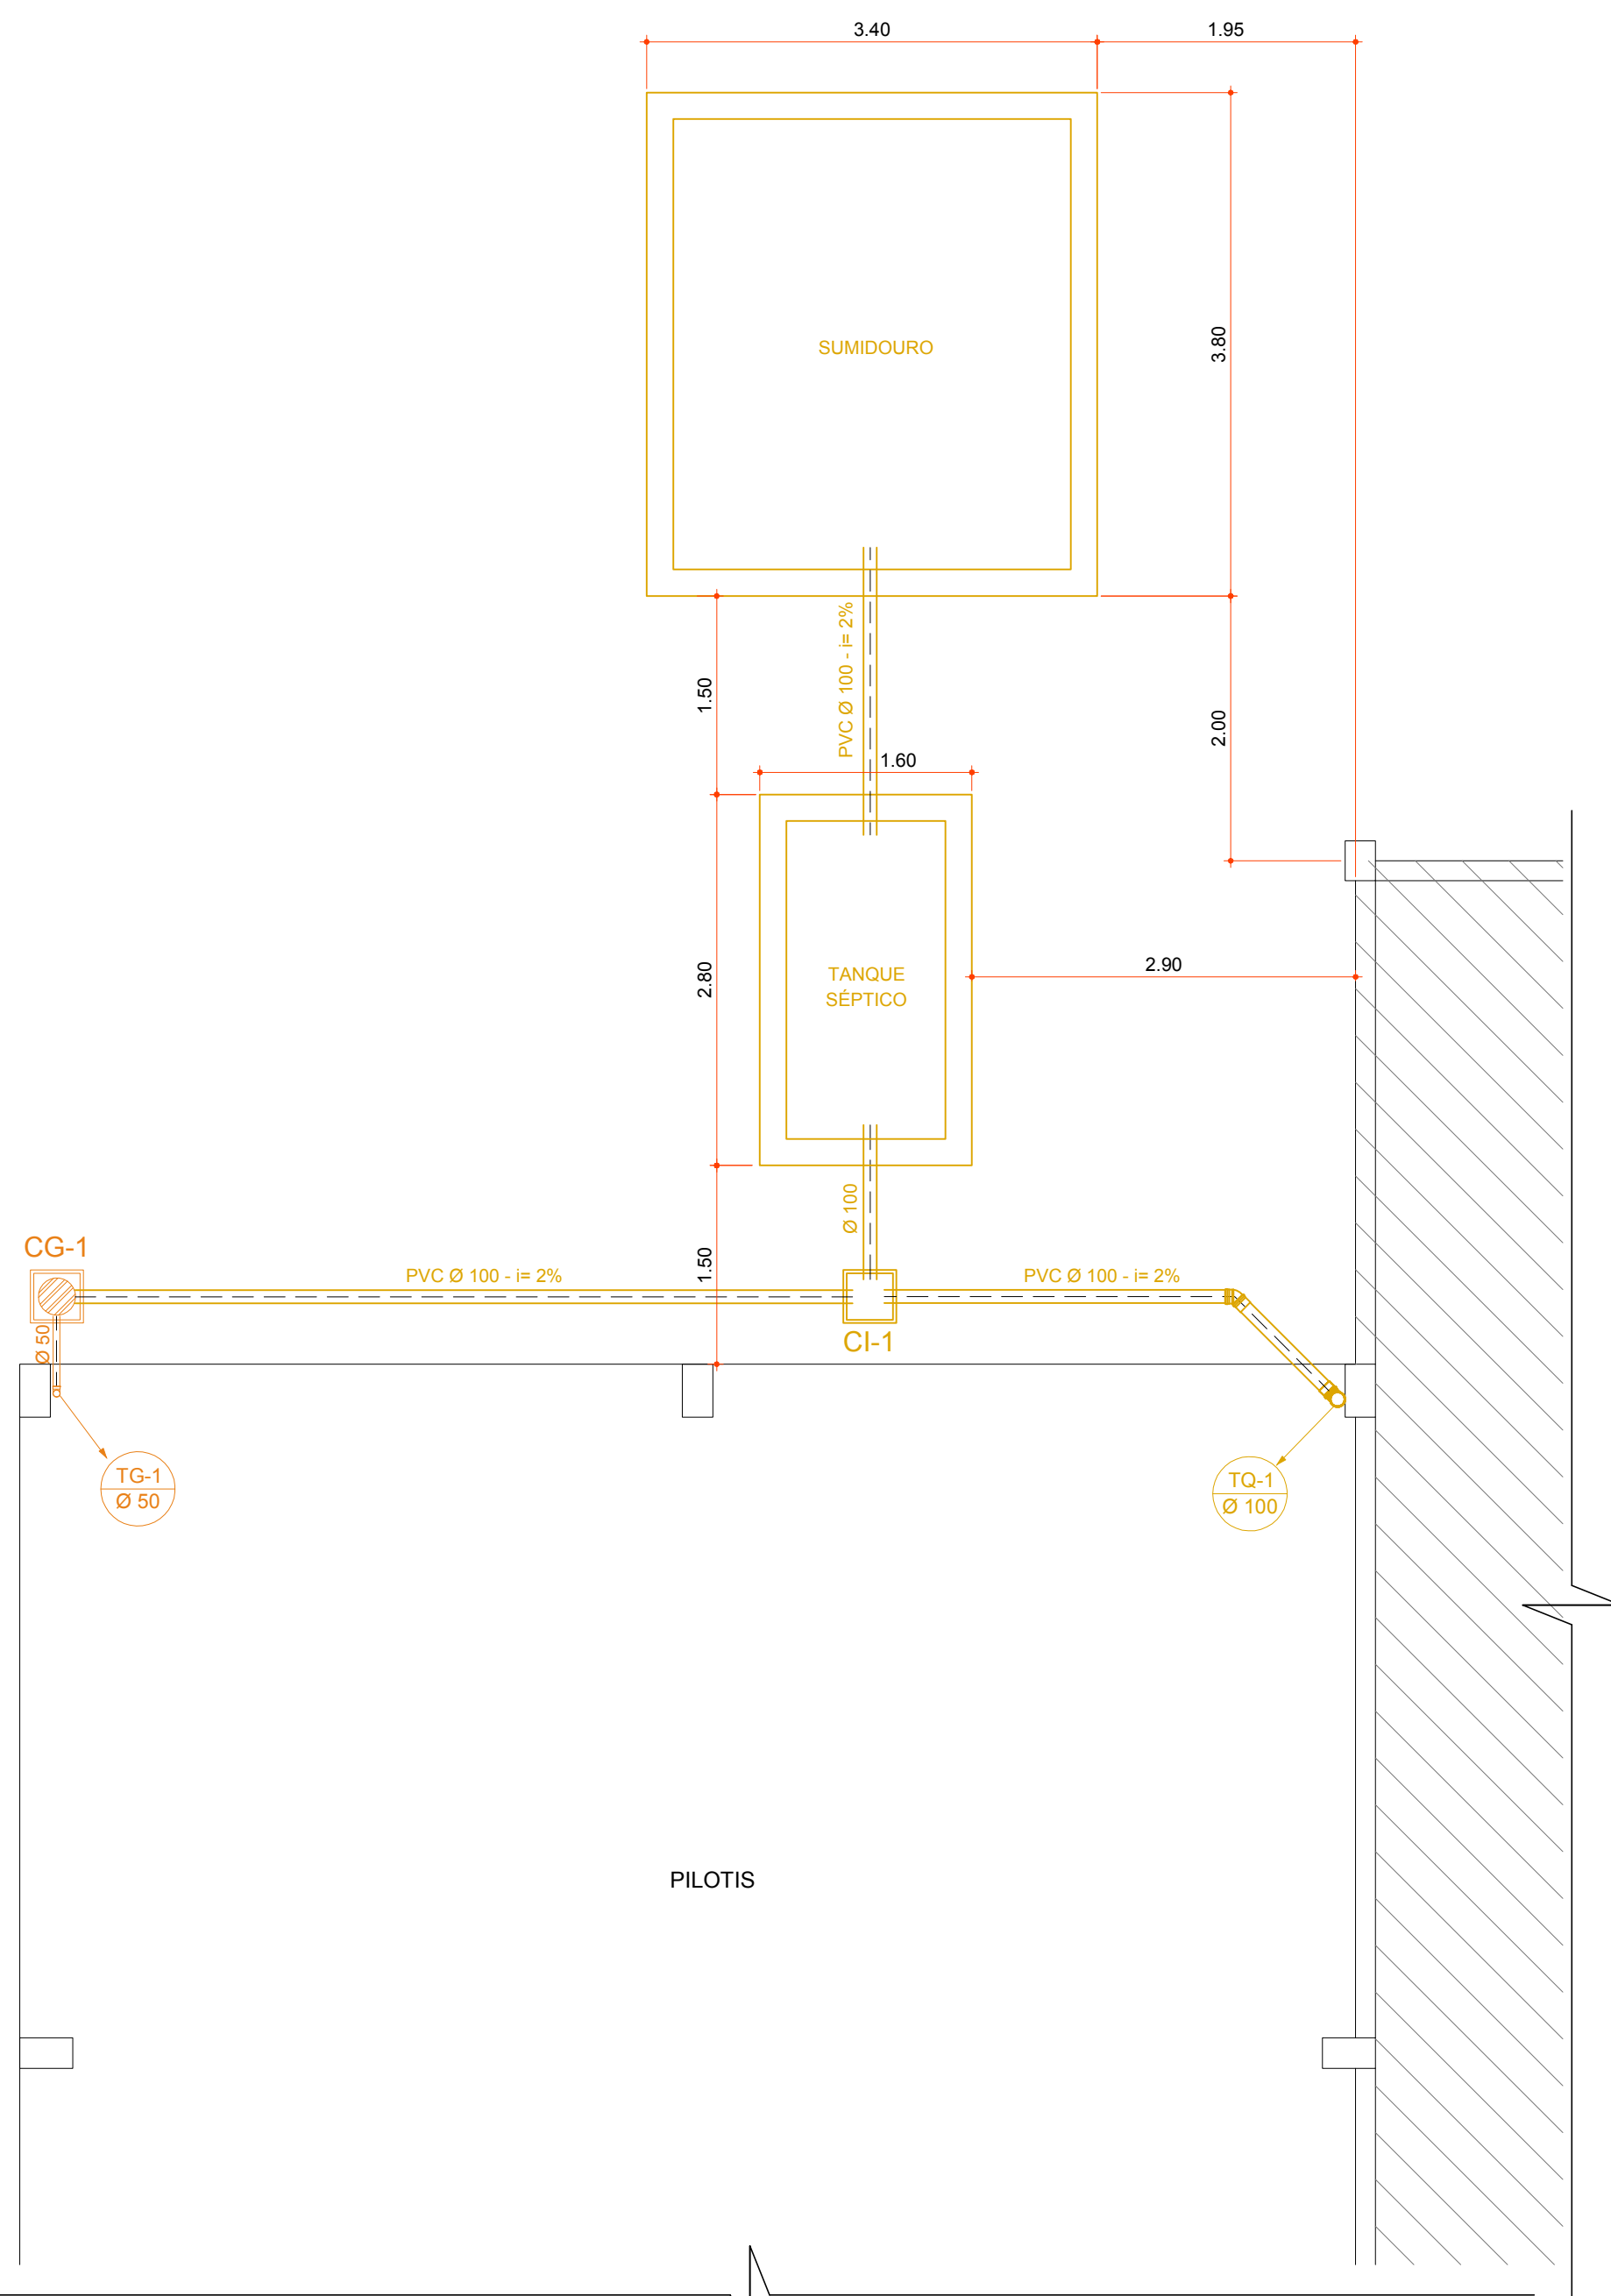 3.40
1.95
SUMIDOURO
3.80
PVC Ø 100 - i= 2%
1.50
2.00
1.60
TANQUE
SÉPTICO
2.80
2.90
Ø 100
CG-1
1.50
PVC Ø 100 - i= 2%
PVC Ø 100 - i= 2%
Ø 50
CI-1
TG-1
Ø 50
TQ-1
Ø 100
PILOTIS